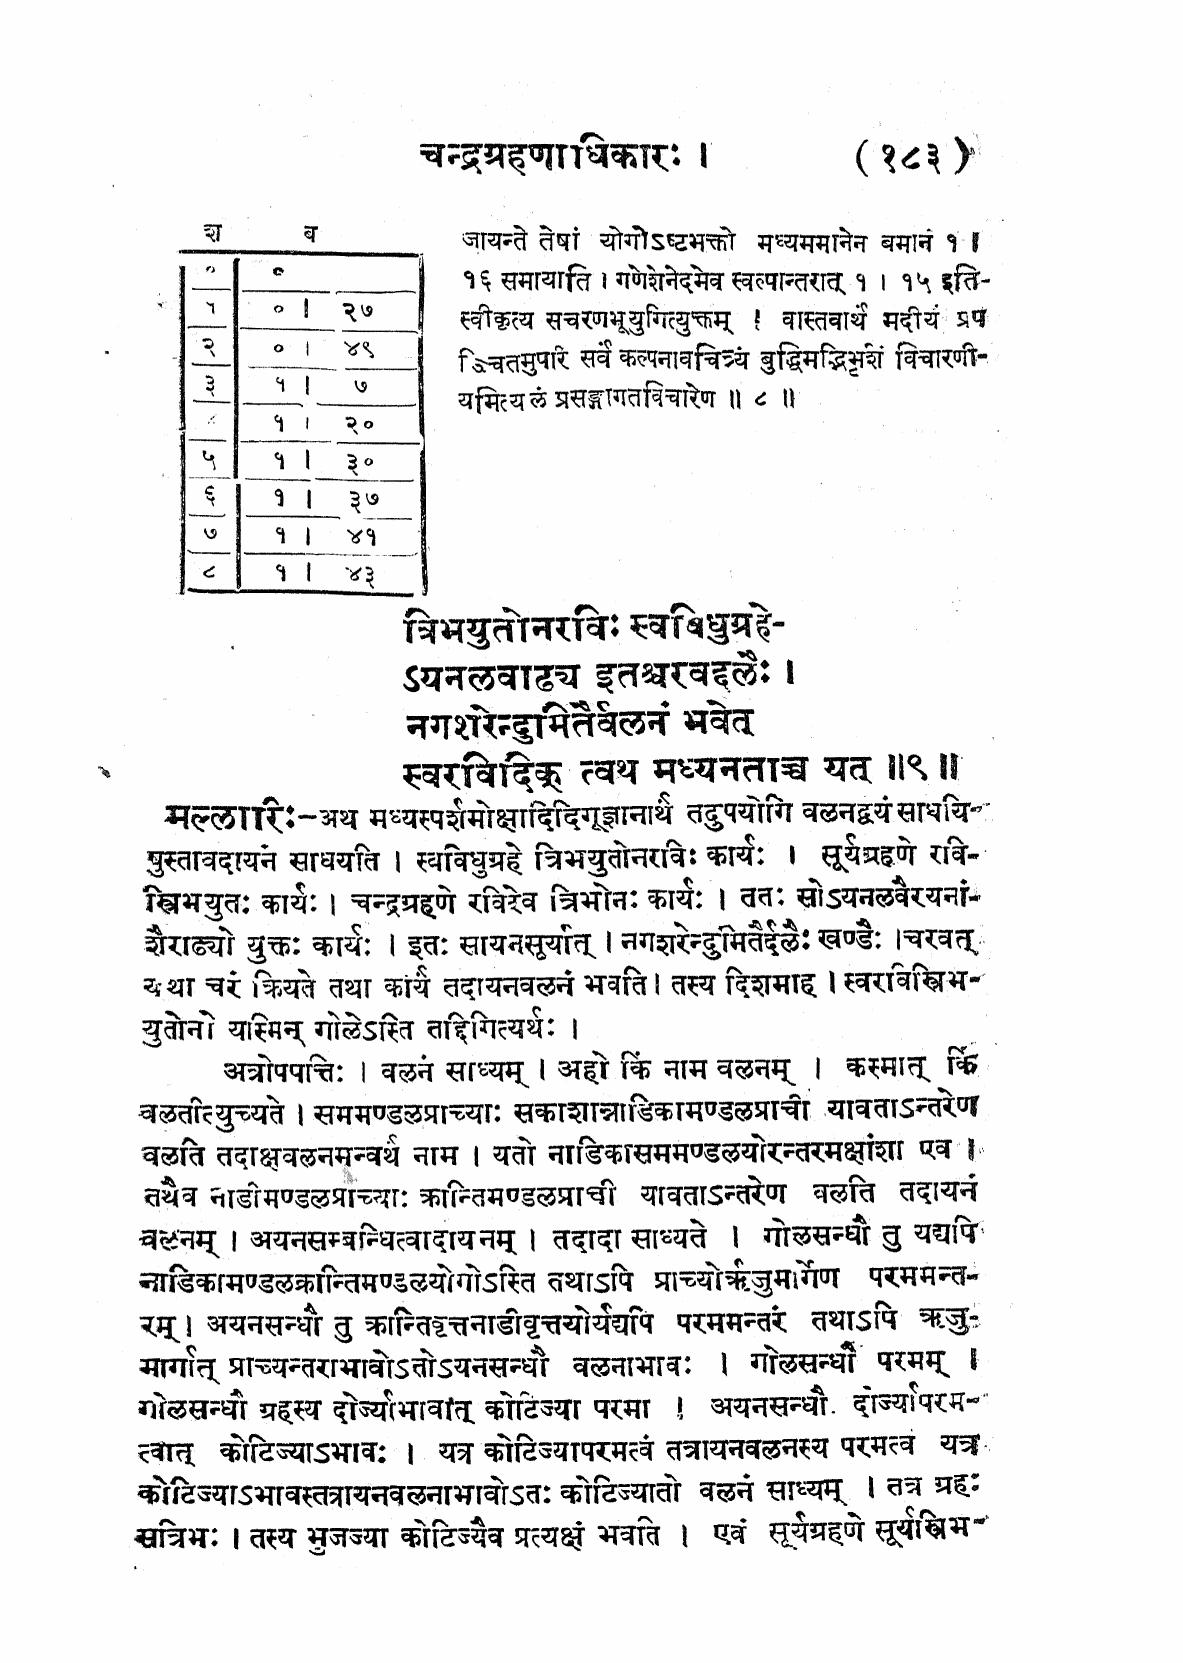 चन्द्रग्रहणाधिकारः । (१८३)
श ब
० ०
१ ० । २७
२ ० । ४९
३ १ । ७
१ । २०
५ १ । ३०
६ १ । ३७
७ १ । ४१
८ १ । ४३
जायन्ते तेषां योगोऽष्टभक्तो मध्यममानेन बमानं १ ।
१६ समायाति । गणेशेनेदमेव स्वल्पान्तरात् १ । १५ इति-
स्वीकृत्य सचरणभूयुगित्युक्तम् ! वास्तवार्थं मदीयं प्रप
ञ्चितमुपरि सर्वं कल्पनावचित्र्यं बुद्धिमद्भिर्भृशं विचारणी-
यमित्यलं प्रसङ्गागतविचारेण ॥ ८ ॥
त्रिभयुतोनरविः स्वषिधुग्रहे-
ऽयनलवाढ्य इतश्चरवद्दलैः ।
नगशरेन्दुमितैर्वलनं भवेत्
स्वरविदिक् त्वथ मध्यनताच्च यत् ॥९॥
मल्लारिः-अथ मध्यस्पर्शमोक्षादिदिग्ज्ञानार्थं तदुपयोगि वलनद्वयं साधयि-
षुस्तावदायनं साधयति । स्वविधुग्रहे त्रिभयुतोनरविः कार्यः । सूर्यग्रहणे रवि-
स्त्रिभयुतः कार्यः । चन्द्रग्रहणे रविरेव त्रिभोनः कार्यः । ततः सोऽयनलवैरयनां-
शैराढ्यो युक्तः कार्यः । इतः सायनसूर्यात् । नगशरेन्दुमितैर्दलैः खण्डैः ।चरवत्
यथा चरं क्रियते तथा कार्यं तदायनवलनं भवति । तस्य दिशमाह । स्वरविस्त्रिभ-
युतोनो यस्मिन् गोलेऽस्ति तद्दिगित्यर्थः ।
अत्रोपपत्तिः । वलनं साध्यम् । अहो किं नाम वलनम् । कस्मात् किं
वलतीत्युच्यते । सममण्डलप्राच्याः सकाशान्नाडिकामण्डलप्राची यावताऽन्तरेण
वलति तदाक्षवलनमन्वर्थं नाम । यतो नाडिकासममण्डलयोरन्तरमक्षांशा एव ।
तथैव नाडीमण्डलप्राच्याः क्रान्तिमण्डलप्राची यावताऽन्तरेण वलति तदायनं
वलनम् । अयनसम्बन्धित्वादायनम् । तदादा साध्यते । गोलसन्धौ तु यद्यपि
नाडिकामण्डलक्रान्तिमण्डलयोगोऽस्ति तथाऽपि प्राच्योर्ऋजुमार्गेण परममन्त-
रम् । अयनसन्धौ तु क्रान्तिवृत्तनाडीवृत्तयोर्यद्यपि परममन्तरं तथाऽपि ऋजु-
मार्गात् प्राच्यन्तराभावोऽतोऽयनसन्धौ वलनाभावः । गोलसन्धौ परमम् ।
गोलसन्धौ ग्रहस्य दोर्ज्याभावात् कोटिज्या परमा ! अयनसन्धौ. दोर्ज्यापरम-
त्वात् कोटिज्याऽभावः । यत्र कोटिज्यापरमत्वं तत्रायनवलनस्य परमत्वं यत्र
कोटिज्याऽभावस्तत्रायनवलनाभावोऽतः कोटिज्यातो वलनं साध्यम् । तत्र ग्रहः
सत्रिभः । तस्य भुजज्या कोटिज्यैव प्रत्यक्षं भवति । एवं सूर्यग्रहणे सूर्यास्त्रिभ-